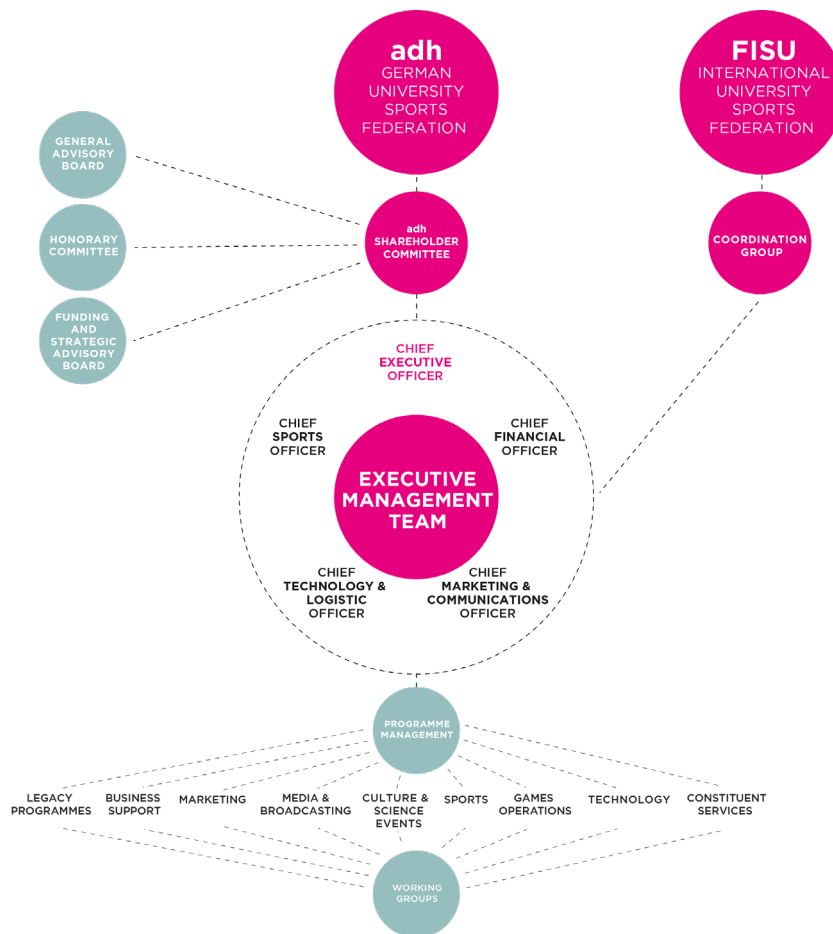 adh
GERMAN
UNIVERSITY
SPORTS
FEDERATION
FISU
INTERNATIONAL
UNIVERSITY
SPORTS
FEDERATION
GENERAL
ADVISORY
BOARD
HONORARY
COMMITTEE
FUNDING
AND
STRATEGIC
ADVISORY
BOARD
adh
SHAREHOLDER
COMMITTEE
COORDINATION
GROUP
CHIEF
EXECUTIVE
OFFICER
CHIEF
SPORTS
OFFICER
CHIEF
FINANCIAL
OFFICER
EXECUTIVE
MANAGEMENT
TEAM
CHIEF
TECHNOLOGY &
LOGISTIC
OFFICER
CHIEF
MARKETING &
COMMUNICATIONS
OFFICER
PROGRAMME
MANAGEMENT
LEGACY
PROGRAMMES
BUSINESS
SUPPORT
MARKETING
MEDIA &
BROADCASTING
CULTURE &
SCIENCE
EVENTS
SPORTS
GAMES
OPERATIONS
TECHNOLOGY
CONSTITUENT
SERVICES
WORKING
GROUPS